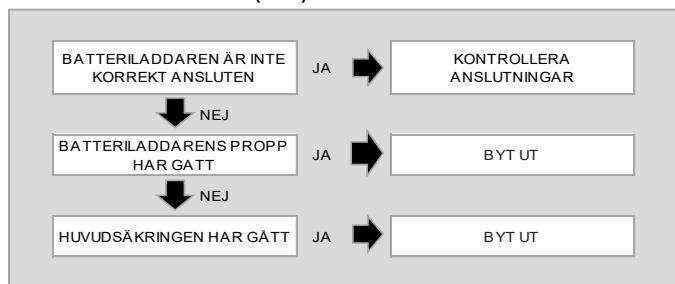 BATTERILADDAREN ÄR INTE
KORREKT ANSLUTEN
JA
KONTROLLERA
ANSLUTNINGAR
NEJ
BATTERILADDARENS PROPP
HAR GATT
JA
BYT UT
NEJ
HUVUDSÄKRINGEN HAR GÅTT
JA
BYT UT